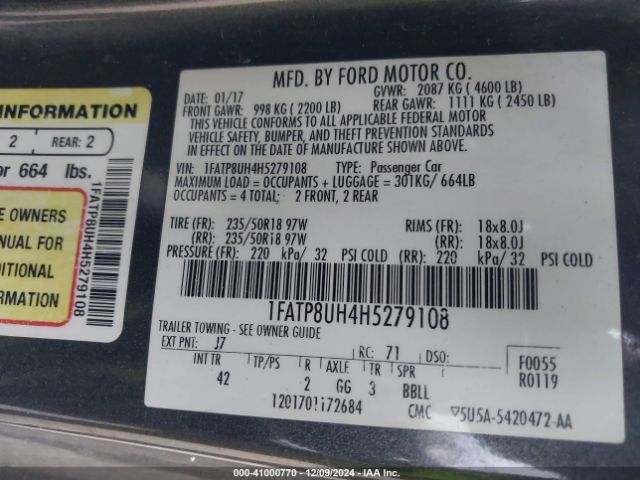 INFORMATION
2 REAR: 2
or 664 lbs.
E OWNERS
NUAL FOR
DITIONAL
ORMATION
1FATP8UH4H5279108
MFD. BY FORD MOTOR CO.
DATE: 01/17 GVWR: 2087 KG ( 4600 LB)
FRONT GAWR: 998 KG ( 2200 LB) REAR GAWR: 1111 KG ( 2450 LB)
THIS VEHICLE CONFORMS TO ALL APPLICABLE FEDERAL MOTOR
VEHICLE SAFETY, BUMPER, AND THEFT PREVENTION STANDARDS
IN EFFECT ON THE DATE OF MANUFACTURE SHOWN ABOVE.
VIN: 1FATP8UH4H5279108 TYPE: Passenger Car
MAXIMUM LOAD = OCCUPANTS + LUGGAGE = 301KG/ 664LB
OCCUPANTS = 4 TOTAL; 2 FRONT, 2 REAR
TIRE (FR): 235/50R18 97W RIMS (FR): 18x8.0J
(RR): 235/50R18 97W (RR): 18x8.0J
PRESSURE (FR): 220 kPa/ 32 PSI COLD (RR): 220 kPa/ 32 PSI COLD
1FATP8UH4H5279108
TRAILER TOWING - SEE OWNER GUIDE
EXT PNT: J7 RC: 71 DSO: F0055
INT TR TP/PS R AXLE TR SPR R0119
42 2 GG 3 BBLL
1201701172684 CMC 5U5A-5420472-AA
000-41000770 - 12/09/2024 - IAA Inc.